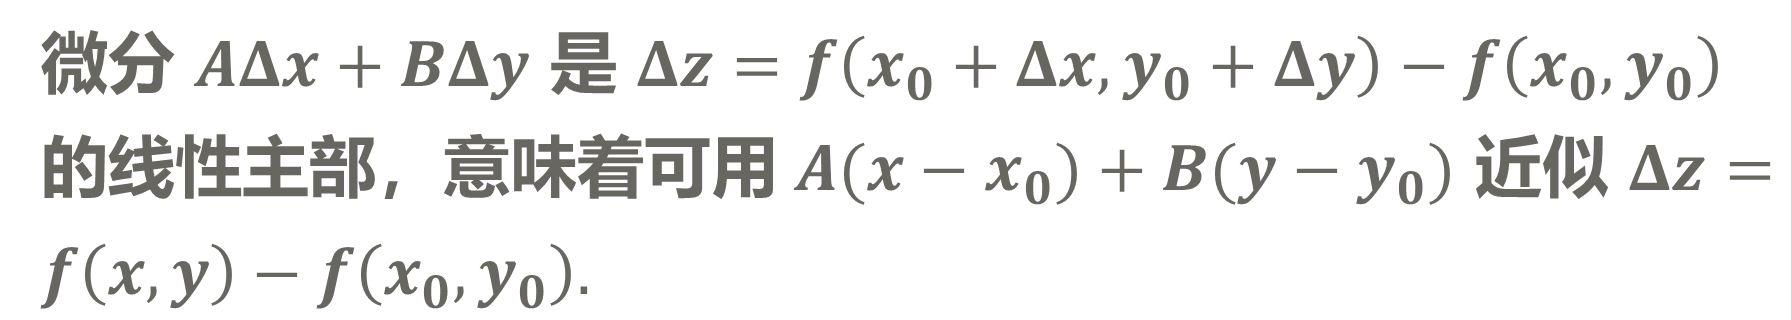 微分 AΔx + BΔy 是 Δz = f(x₀ + Δx, y₀ + Δy) − f(x₀, y₀)
的线性主部，意味着可用 A(x − x₀) + B(y − y₀) 近似 Δz =
f(x, y) − f(x₀, y₀).